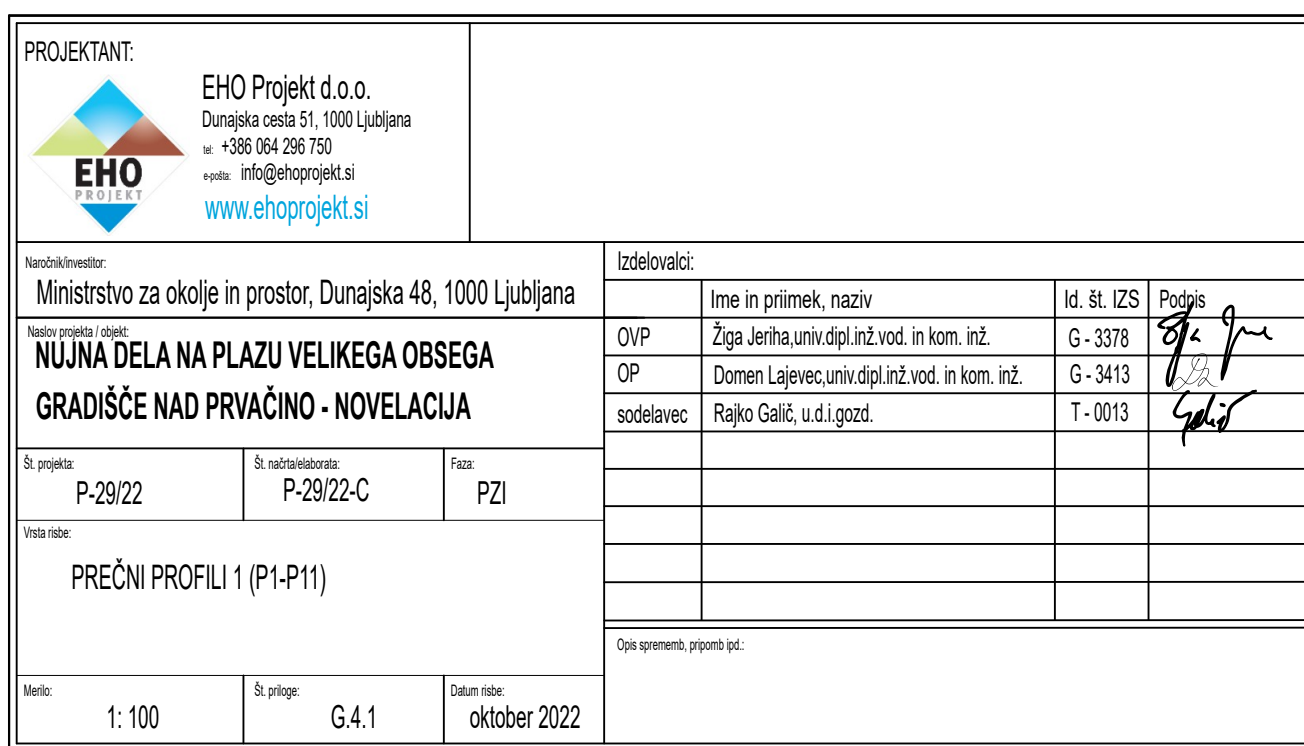 PROJEKTANT:
EHO
PROJEKT
EHO Projekt d.o.o.
Dunajska cesta 51, 1000 Ljubljana
tel: +386 064 296 750
e-pošta: info@ehoprojekt.si
www.ehoprojekt.si
Naročnik/investitor:
Ministrstvo za okolje in prostor, Dunajska 48, 1000 Ljubljana
Naslov projekta / objekt:
NUJNA DELA NA PLAZU VELIKEGA OBSEGA
GRADIŠČE NAD PRVAČINO - NOVELACIJA
Št. projekta: Št. načrta/elaborata: Faza:
P-29/22 P-29/22-C PZI
Vrsta risbe:
PREČNI PROFILI 1 (P1-P11)
Merilo: Št. priloge: Datum risbe:
1: 100 G.4.1 oktober 2022
Izdelovalci:
Ime in priimek, naziv Id. št. IZS Podpis
OVP Žiga Jeriha,univ.dipl.inž.vod. in kom. inž. G - 3378
OP Domen Lajevec,univ.dipl.inž.vod. in kom. inž. G - 3413
sodelavec Rajko Galič, u.d.i.gozd. T - 0013
Opis sprememb, pripomb ipd.: